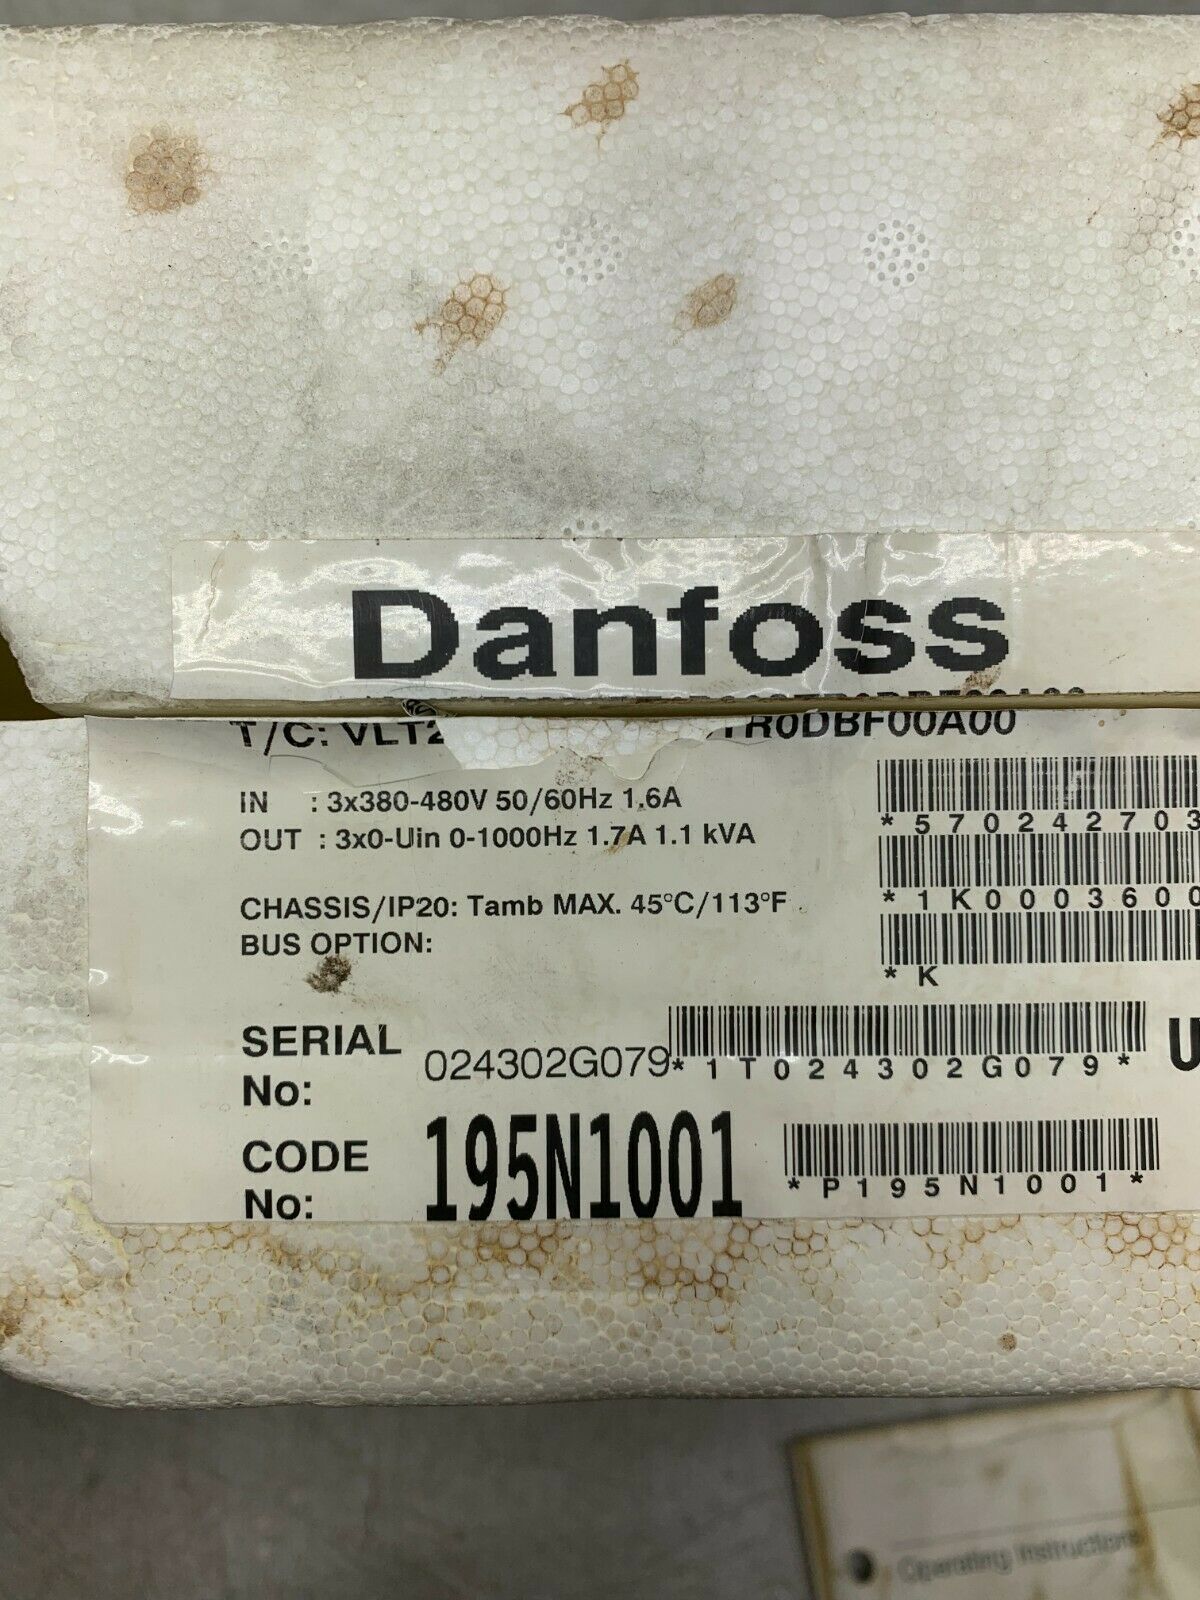 Danfoss
T/C: VLT2 TR0DBF00A00
IN : 3x380-480V 50/60Hz 1.6A
OUT : 3x0-Uin 0-1000Hz 1.7A 1.1 kVA
CHASSIS/IP20: Tamb MAX. 45°C/113°F
BUS OPTION:
*570242703
*1K0003600
*K
SERIAL No: 024302G079 *1T024302G079* U
CODE No: 195N1001 *P195N1001*
Operating Instructions